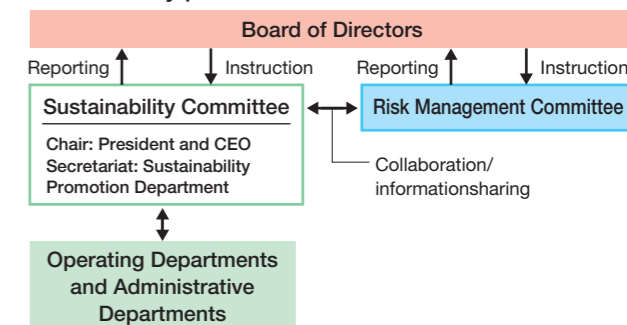 Board of Directors
Reporting
Instruction
Reporting
Instruction
Sustainability Committee
Chair: President and CEO
Secretariat: Sustainability
Promotion Department
Risk Management Committee
Collaboration/
informationsharing
Operating Departments
and Administrative
Departments